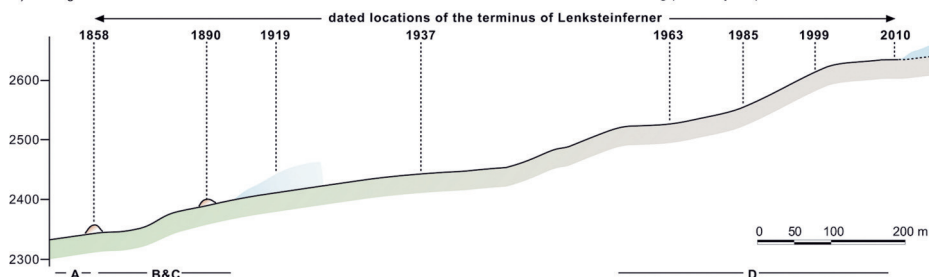 dated locations of the terminus of Lenksteinferner
1858 1890 1919 1937 1963 1985 1999 2010
2600
2500
2400
2300
0 50 100 200 m
A B&C D